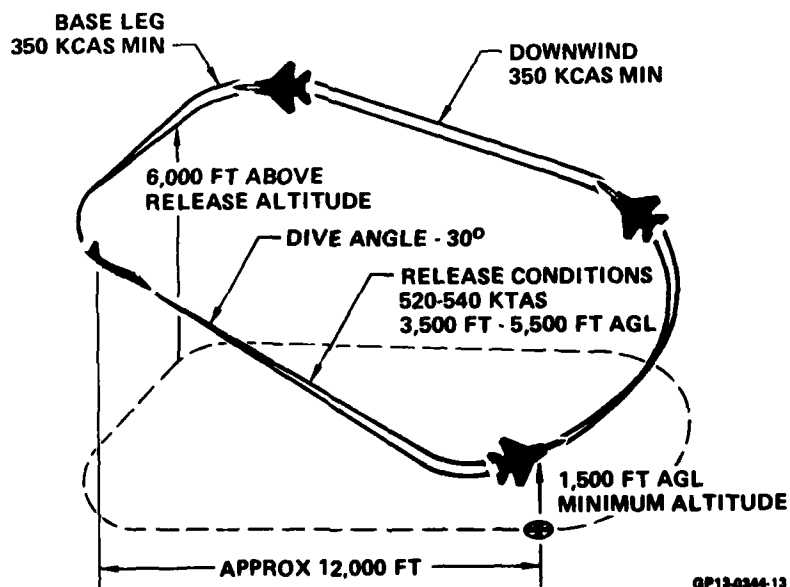 BASE LEG
350 KCAS MIN
DOWNWIND
350 KCAS MIN
6,000 FT ABOVE
RELEASE ALTITUDE
DIVE ANGLE - 30⁰
RELEASE CONDITIONS
520-540 KTAS
3,500 FT - 5,500 FT AGL
1,500 FT AGL
MINIMUM ALTITUDE
APPROX 12,000 FT
GP13-0344-13